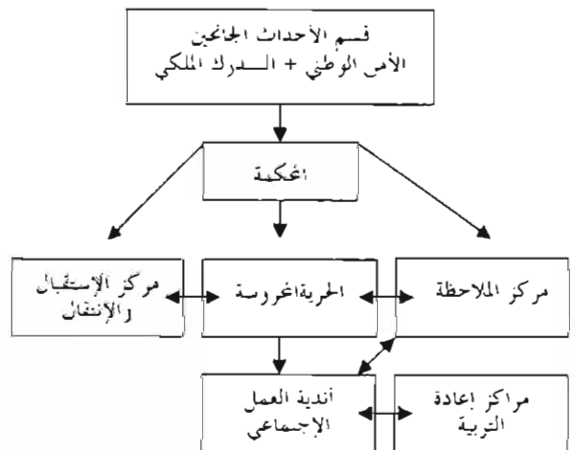 قسم الأحداث الجانحين
الأمن الوطني + الـدرك الملكي
المحكمة
مركز الملاحظة
الحرية المحروسة
مركز الإستقبال
والإنتقال
أندية العمل
الإجتماعي
مراكز إعادة
التربية